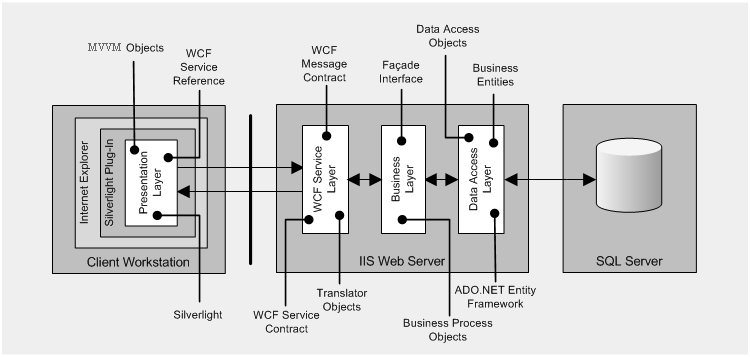 MVVM Objects
WCF
Service
Reference
WCF
Message
Contract
Façade
Interface
Data Access
Objects
Business
Entities
Internet Explorer
Silverlight Plug-In
Presentation
Layer
Client Workstation
WCF Service
Layer
Business
Layer
Data Access
Layer
IIS Web Server
SQL Server
Silverlight
WCF Service
Contract
Translator
Objects
Business Process
Objects
ADO.NET Entity
Framework